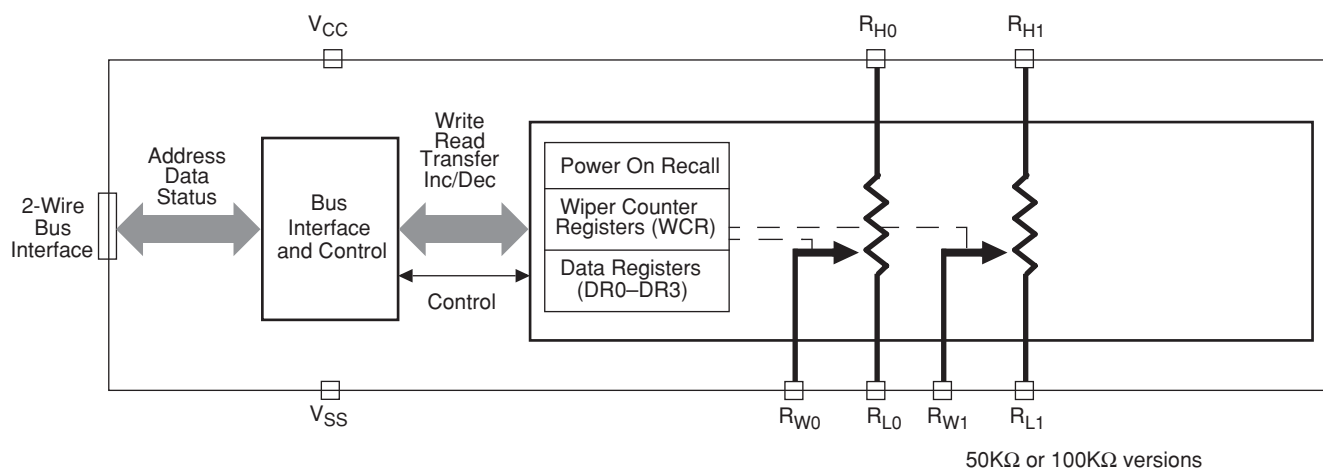 VCC
RH0
RH1
Address
Data
Status
Write
Read
Transfer
Inc/Dec
2-Wire
Bus
Interface
Bus
Interface
and Control
Control
Power On Recall
Wiper Counter
Registers (WCR)
Data Registers
(DR0–DR3)
VSS
RW0
RL0
RW1
RL1
50KΩ or 100KΩ versions